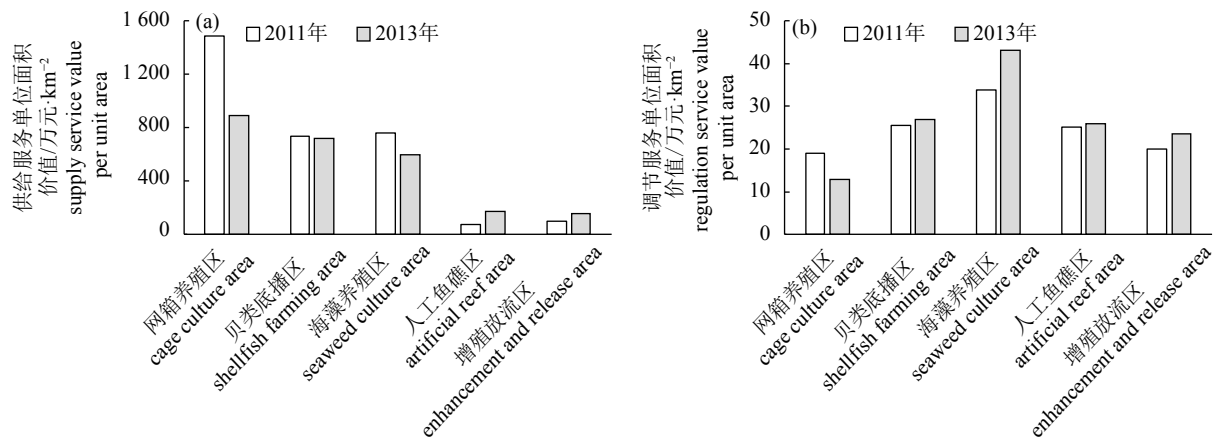 供给服务单位面积
价值/万元·km⁻²
supply service value
per unit area
(a)
2011年
2013年
1 600
1 200
800
400
0
网箱养殖区
cage culture area
贝类底播区
shellfish farming area
海藻养殖区
seaweed culture area
人工鱼礁区
artificial reef area
增殖放流区
enhancement and release area
调节服务单位面积
价值/万元·km⁻²
regulation service value
per unit area
(b)
2011年
2013年
50
40
30
20
10
0
网箱养殖区
cage culture area
贝类底播区
shellfish farming area
海藻养殖区
seaweed culture area
人工鱼礁区
artificial reef area
增殖放流区
enhancement and release area